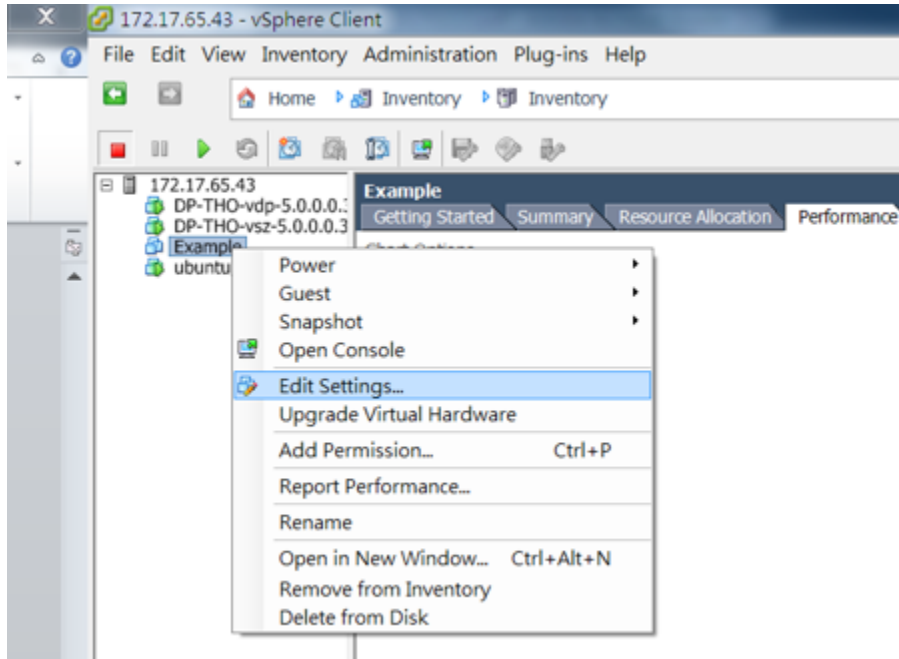 172.17.65.43 - vSphere Client
File Edit View Inventory Administration Plug-ins Help
Home Inventory Inventory
172.17.65.43
DP-THO-vdp-5.0.0.0.
DP-THO-vsz-5.0.0.0.3
Example
ubuntu
Example
Getting Started Summary Resource Allocation Performance
Chart Options
Power
Guest
Snapshot
Open Console
Edit Settings...
Upgrade Virtual Hardware
Add Permission... Ctrl+P
Report Performance...
Rename
Open in New Window... Ctrl+Alt+N
Remove from Inventory
Delete from Disk